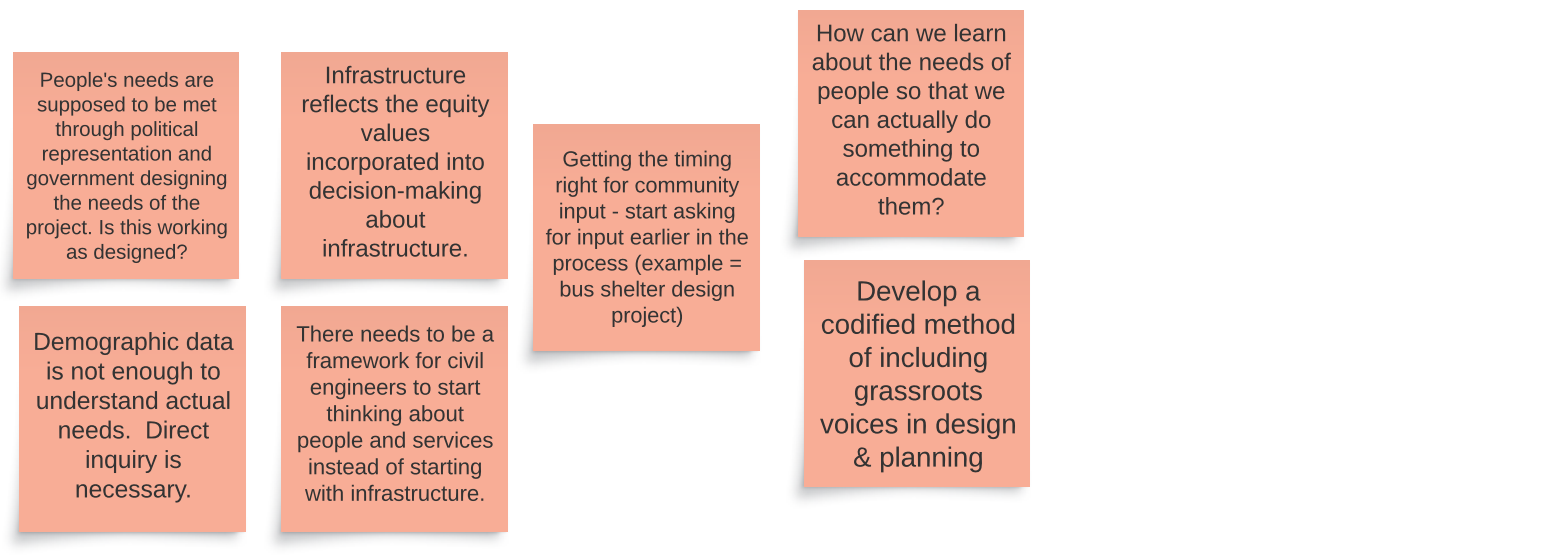 People's needs are
supposed to be met
through political
representation and
government designing
the needs of the
project. Is this working
as designed?
Demographic data
is not enough to
understand actual
needs.  Direct
inquiry is
necessary.
Infrastructure
reflects the equity
values
incorporated into
decision-making
about
infrastructure.
There needs to be a
framework for civil
engineers to start
thinking about
people and services
instead of starting
with infrastructure.
Getting the timing
right for community
input - start asking
for input earlier in the
process (example =
bus shelter design
project)
How can we learn
about the needs of
people so that we
can actually do
something to
accommodate
them?
Develop a
codified method
of including
grassroots
voices in design
& planning